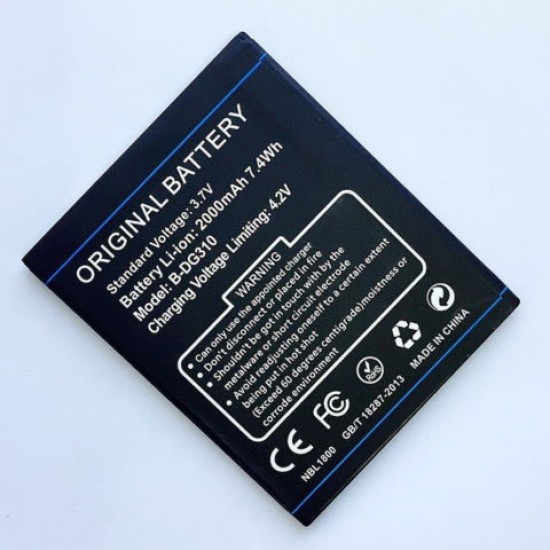 ORIGINAL BATTERY
Standard Voltage: 3.7V
Battery Li-ion: 2000mAh 7.4Wh
Model: B-DG310
Charging Voltage Limiting: 4.2V
WARNING
Can only use the appointed charger
Don't disconnect or placed in fire
Shouldn't be got in touch with by the
metalware or short circuit electrode
Avoid readjusting oneself to a certain extent
being put in hot shot
(Exceed 60 degrees centigrade)moistness or
corrode environment
CE FC RoHS
NBL1800 GB/T 18287-2013 MADE IN CHINA